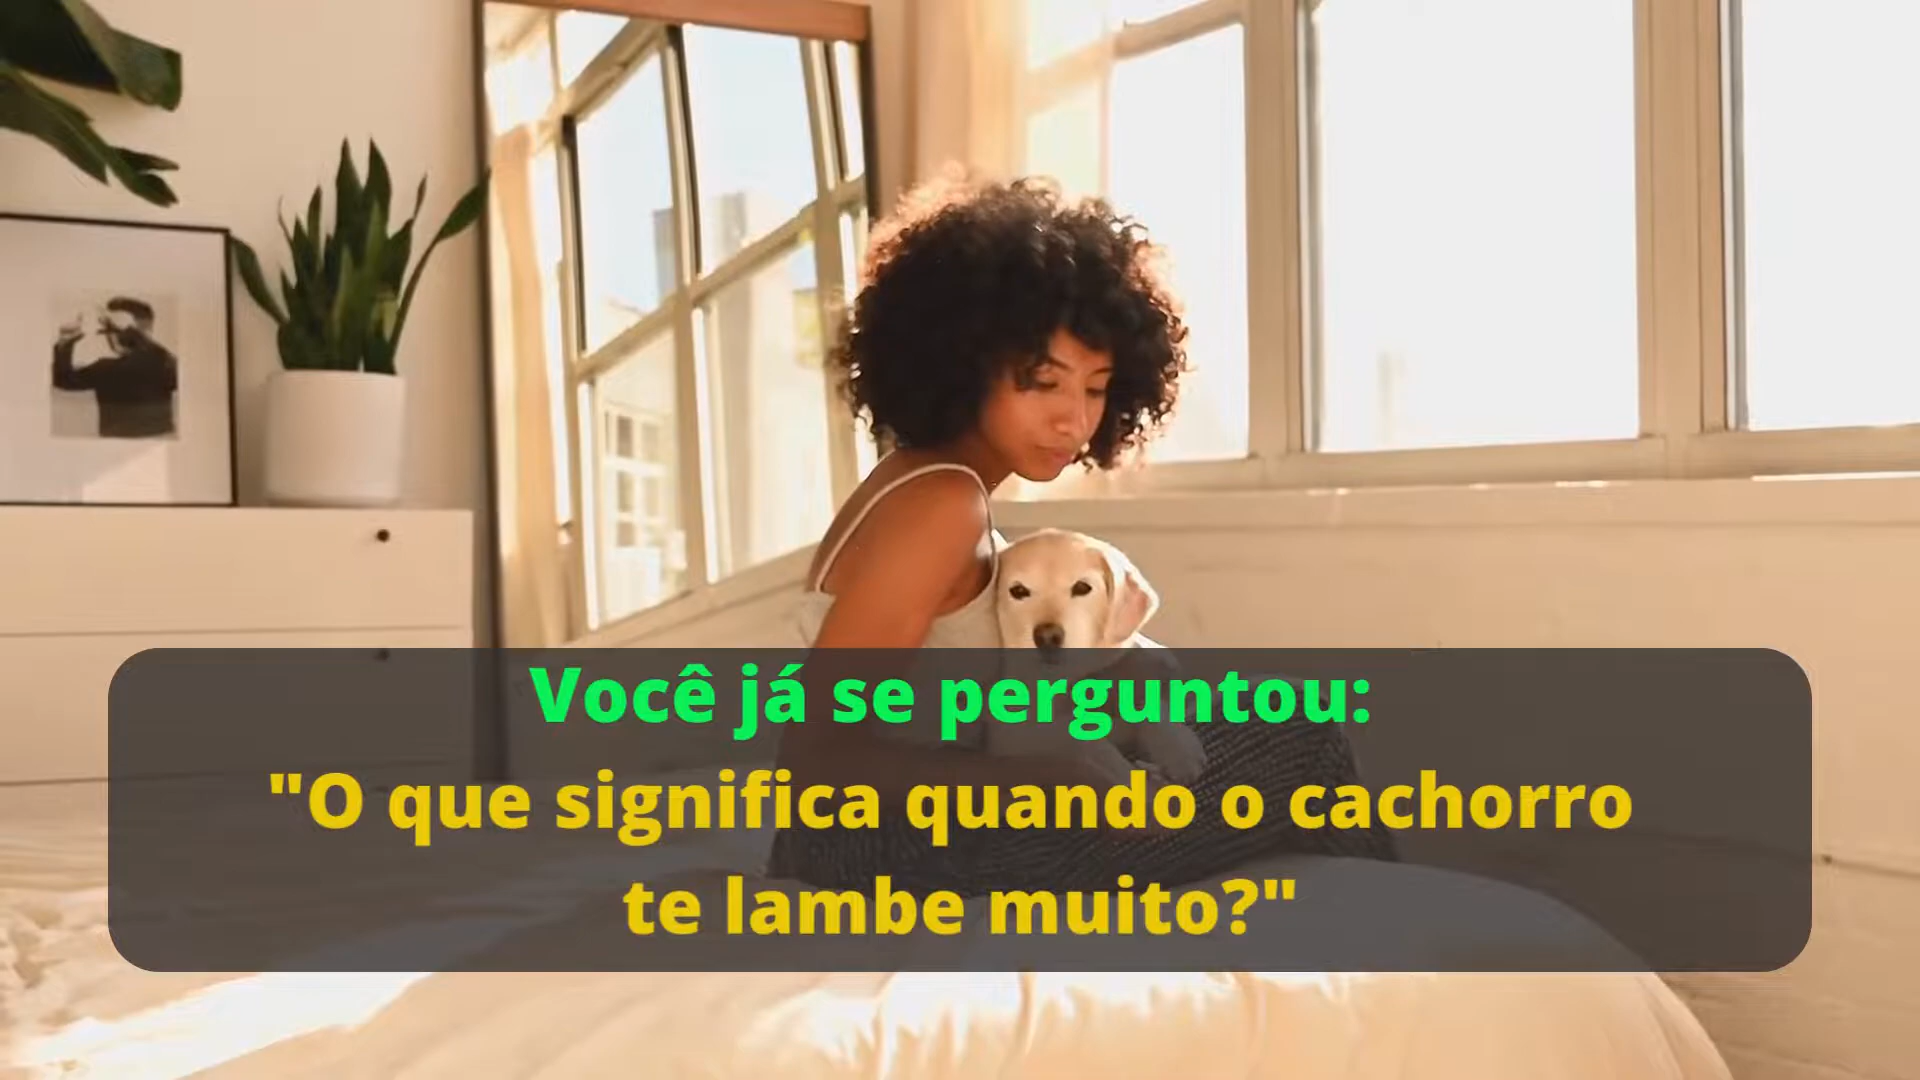 Você já se perguntou:
"O que significa quando o cachorro
te lambe muito?"